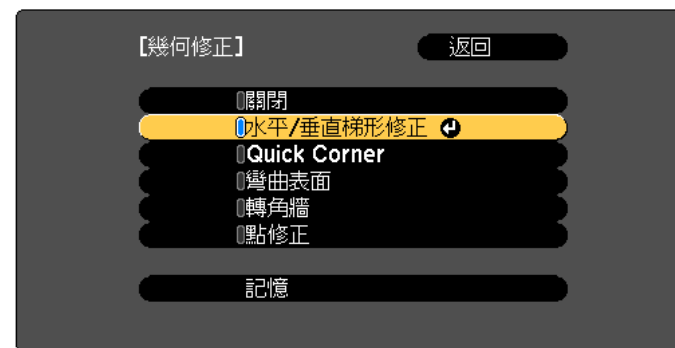 [幾何修正] 返回
關閉
水平/垂直梯形修正
Quick Corner
彎曲表面
轉角牆
點修正
記憶